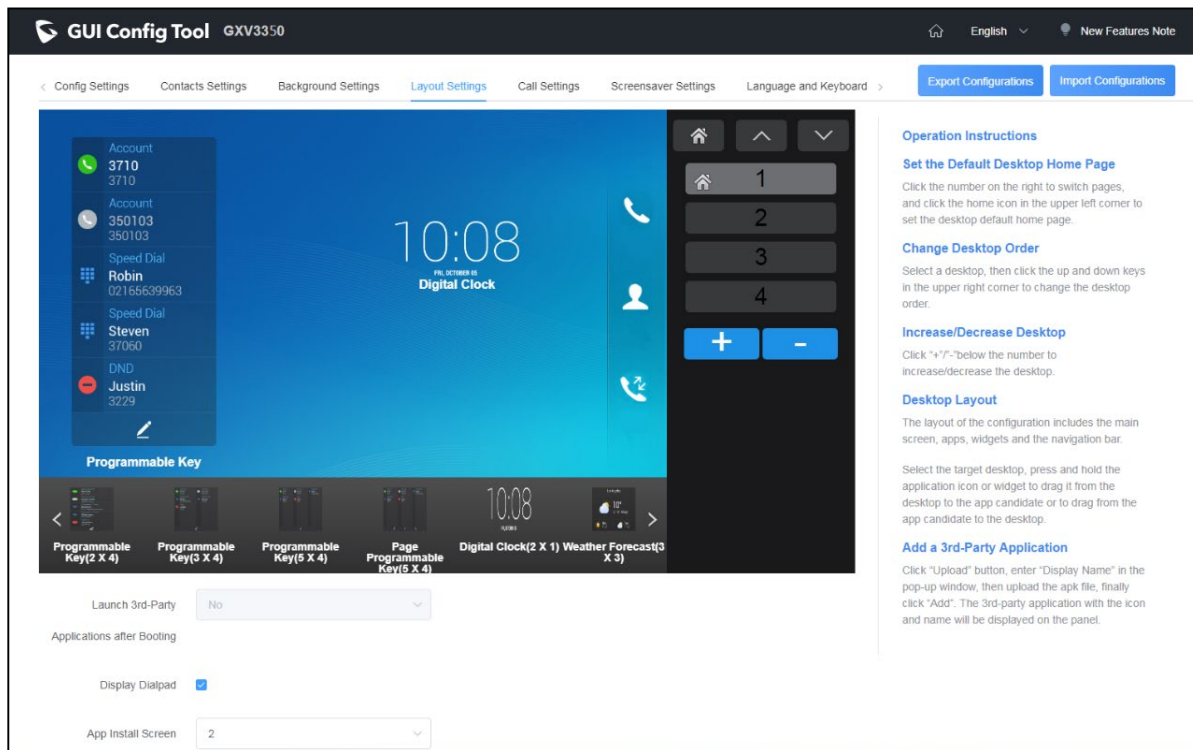 GUI Config Tool GXV3350
English
New Features Note
Config Settings
Contacts Settings
Background Settings
Layout Settings
Call Settings
Screensaver Settings
Language and Keyboard
Export Configurations
Import Configurations
Account
3710
3710
Account
350103
350103
Speed Dial
Robin
02165639963
Speed Dial
Steven
37060
DND
Justin
3229
Programmable Key
10:08
FRI, OCTOBER 05
Digital Clock
1
2
3
4
+
-
Programmable
Key(2 X 4)
Programmable
Key(3 X 4)
Programmable
Key(5 X 4)
Page
Programmable
Key(5 X 4)
10:08
Digital Clock(2 X 1)
Weather Forecast(3
X 3)
Launch 3rd-Party
Applications after Booting
No
Display Dialpad
App Install Screen
2
Operation Instructions
Set the Default Desktop Home Page
Click the number on the right to switch pages,
and click the home icon in the upper left corner to
set the desktop default home page.
Change Desktop Order
Select a desktop, then click the up and down keys
in the upper right corner to change the desktop
order.
Increase/Decrease Desktop
Click "+"/"-"below the number to
increase/decrease the desktop.
Desktop Layout
The layout of the configuration includes the main
screen, apps, widgets and the navigation bar.
Select the target desktop, press and hold the
application icon or widget to drag it from the
desktop to the app candidate or to drag from the
app candidate to the desktop.
Add a 3rd-Party Application
Click "Upload" button, enter "Display Name" in the
pop-up window, then upload the apk file, finally
click "Add". The 3rd-party application with the icon
and name will be displayed on the panel.